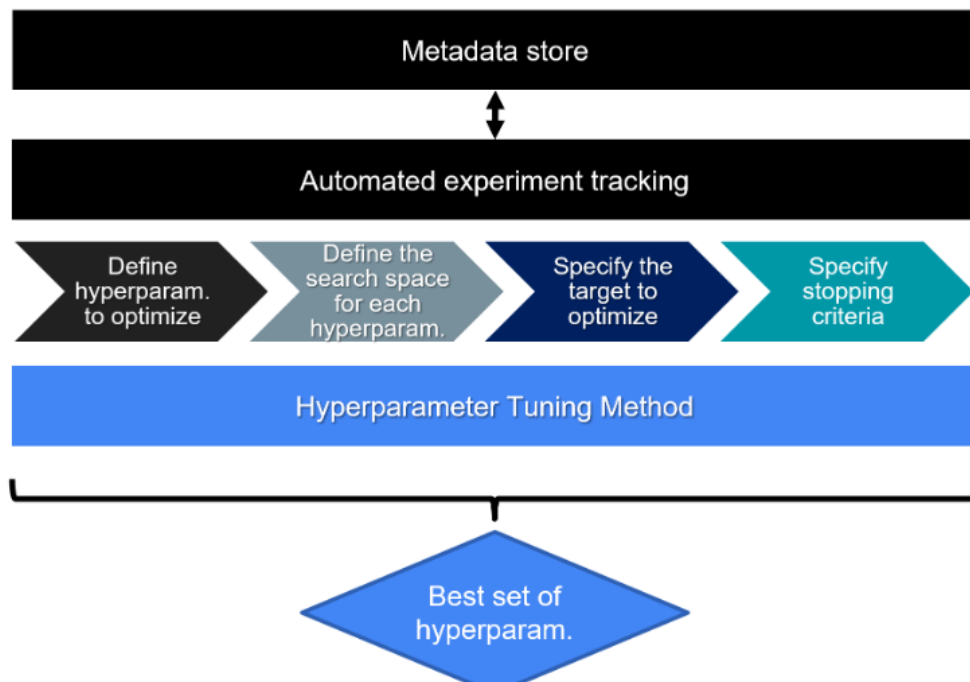 Metadata store
Automated experiment tracking
Define
hyperparam.
to optimize
Define the
search space
for each
hyperparam.
Specify the
target to
optimize
Specify
stopping
criteria
Hyperparameter Tuning Method
Best set of
hyperparam.